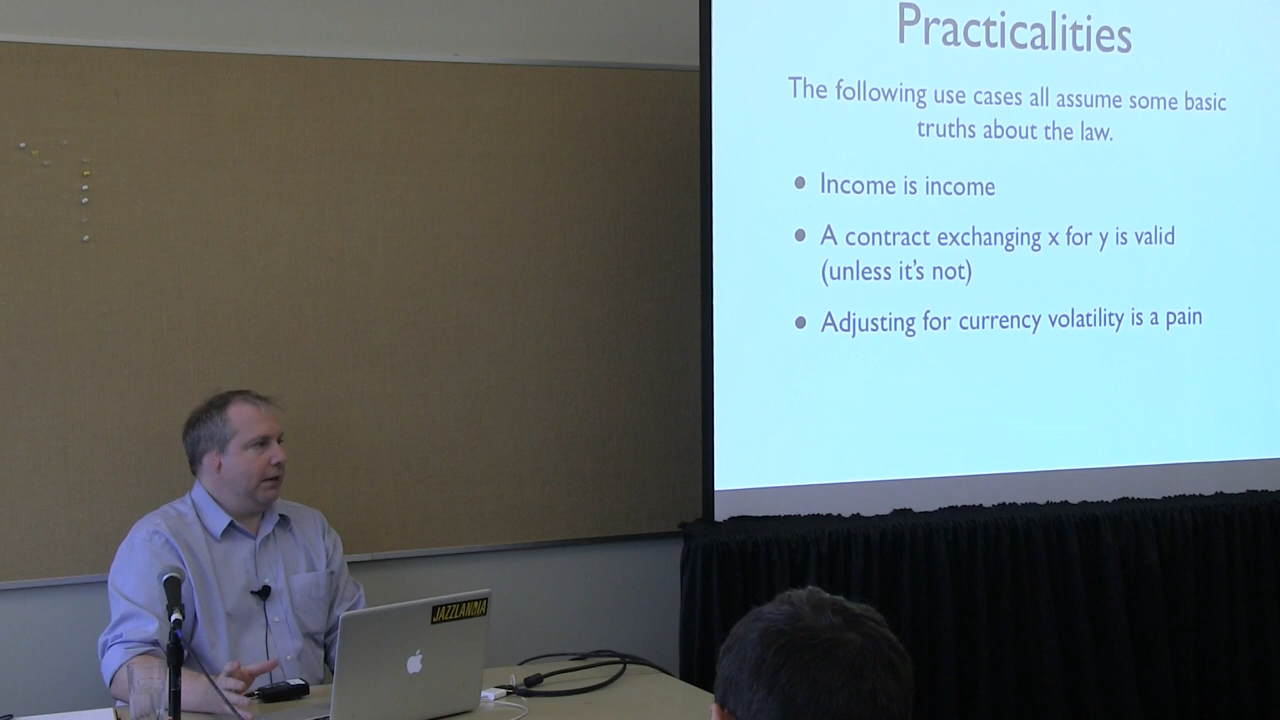 Practicalities
The following use cases all assume some basic
truths about the law.
• Income is income
• A contract exchanging x for y is valid
(unless it's not)
• Adjusting for currency volatility is a pain
JAZZLANDIA